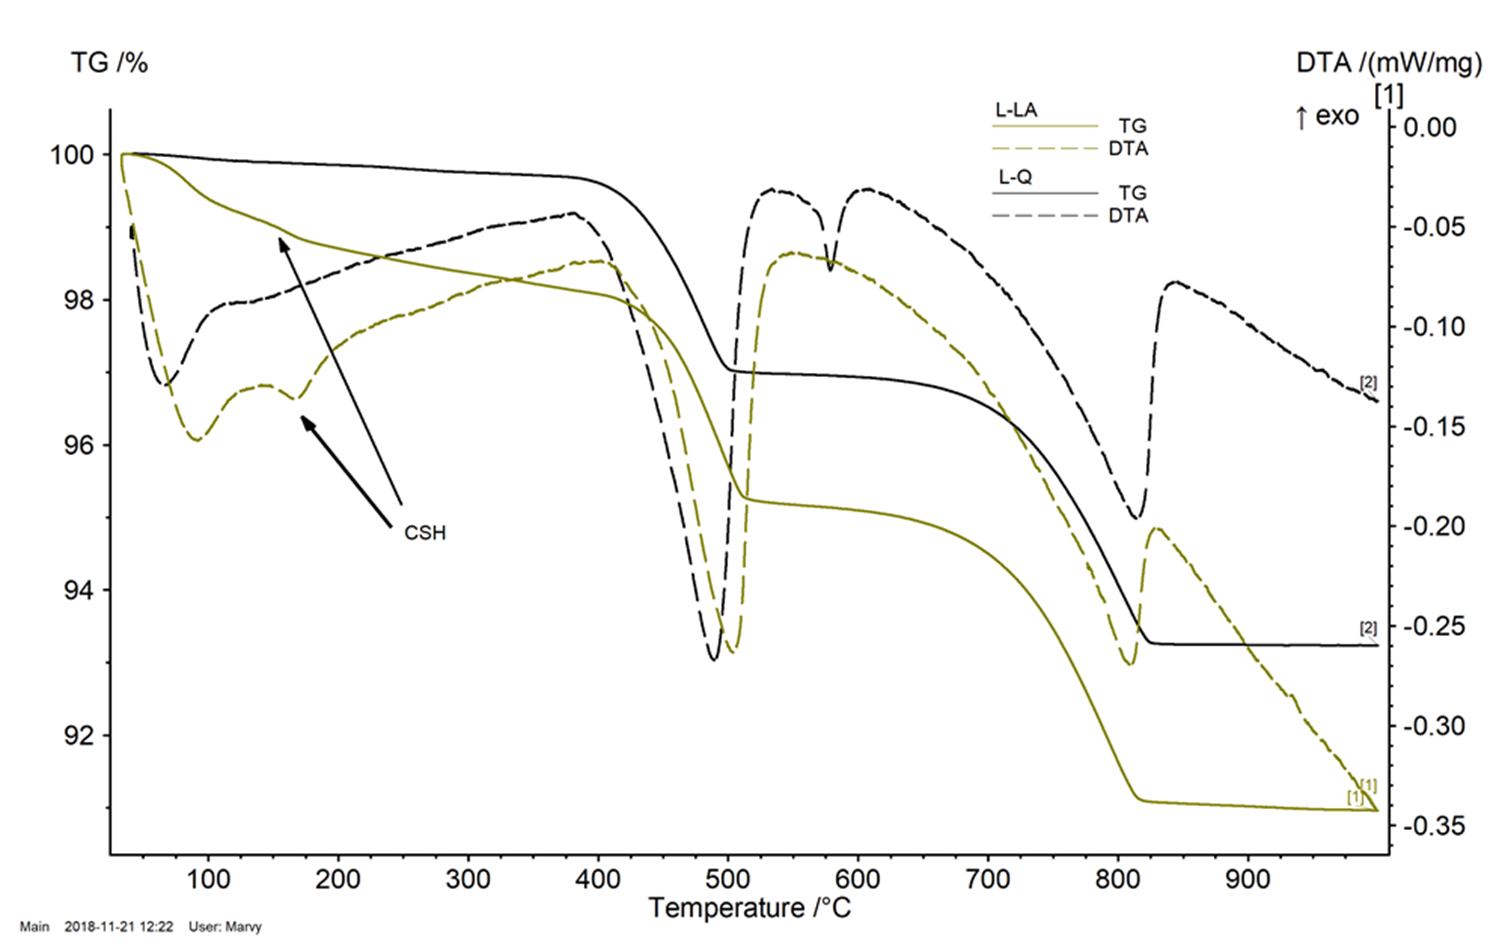 TG /%
DTA /(mW/mg)
[1]
↑ exo
L-LA
TG
DTA
L-Q
TG
DTA
100
98
96
94
92
0.00
-0.05
-0.10
-0.15
-0.20
-0.25
-0.30
-0.35
CSH
[2]
[2]
[1]
[1]
100 200 300 400 500 600 700 800 900
Temperature /°C
Main 2018-11-21 12:22 User: Marvy